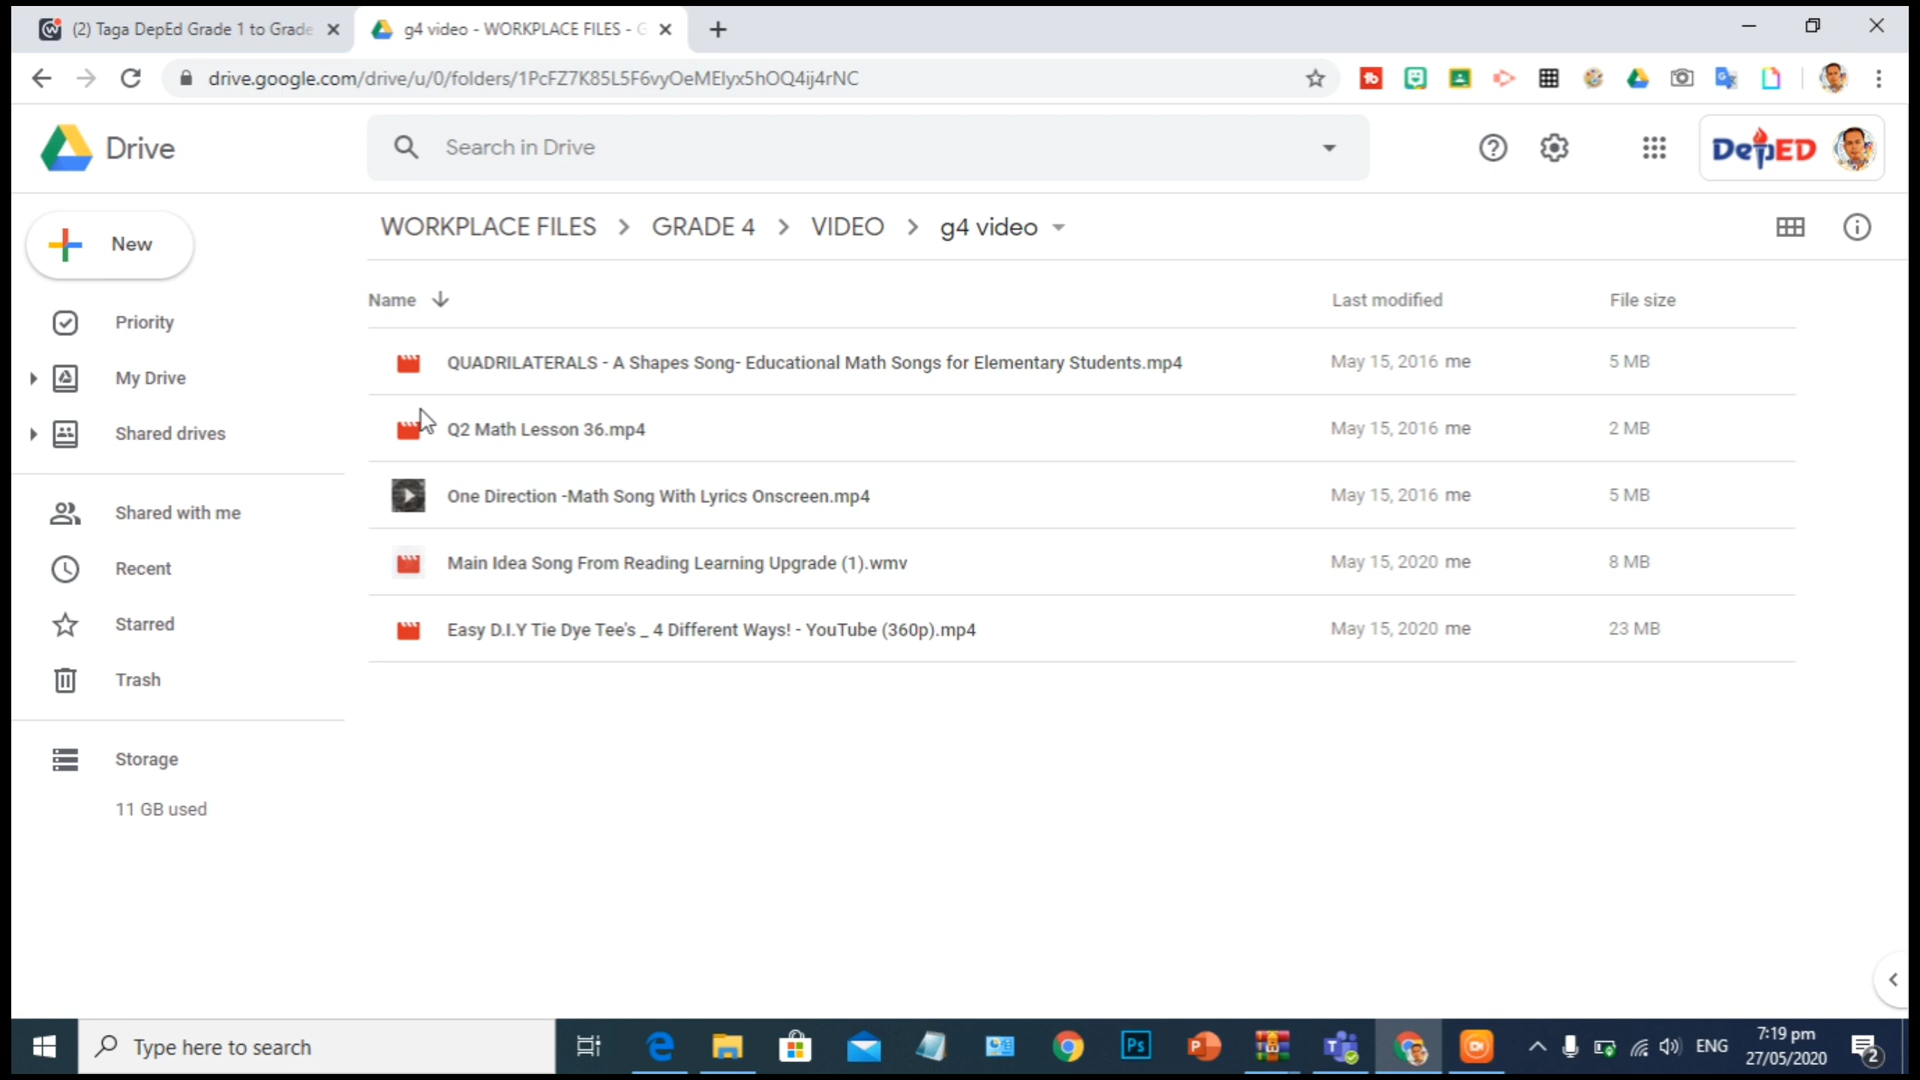 (2) Taga DepEd Grade 1 to Grade
g4 video - WORKPLACE FILES - G
drive.google.com/drive/u/0/folders/1PcFZ7K85L5F6vyOeMEIyx5hOQ4ij4rNC
Drive
Search in Drive
DepED
New
WORKPLACE FILES > GRADE 4 > VIDEO > g4 video
Name Last modified File size
Priority
QUADRILATERALS - A Shapes Song- Educational Math Songs for Elementary Students.mp4 May 15, 2016 me 5 MB
My Drive
Q2 Math Lesson 36.mp4 May 15, 2016 me 2 MB
Shared drives
One Direction -Math Song With Lyrics Onscreen.mp4 May 15, 2016 me 5 MB
Shared with me
Main Idea Song From Reading Learning Upgrade (1).wmv May 15, 2020 me 8 MB
Recent
Easy D.I.Y Tie Dye Tee's _ 4 Different Ways! - YouTube (360p).mp4 May 15, 2020 me 23 MB
Starred
Trash
Storage
11 GB used
Type here to search
Ps
ENG
7:19 pm
27/05/2020
2